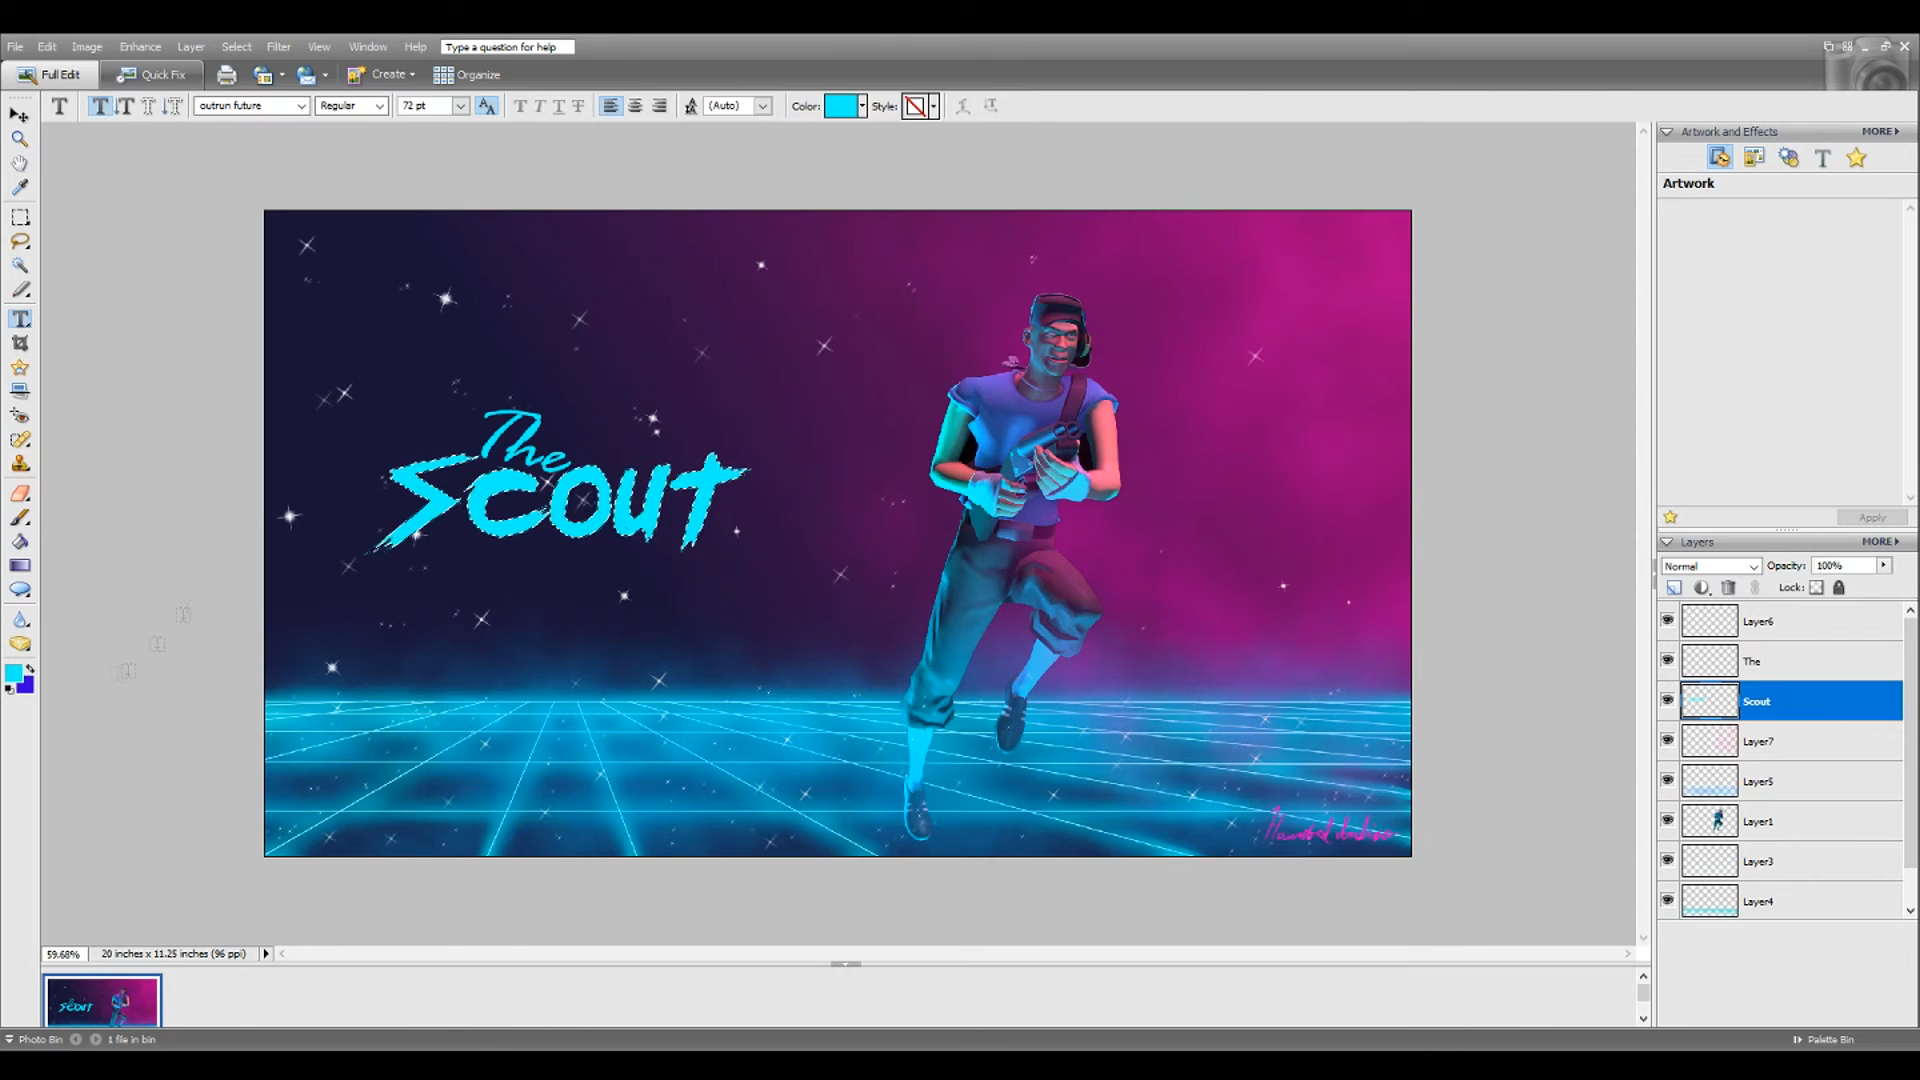 File Edit Image Enhance Layer Select Filter View Window Help Type a question for help
Full Edit Quick Fix Create Organize
T T T T T outrun future Regular 72 pt AA T T T T (Auto) Color: Style:
Artwork and Effects MORE
Artwork
Apply
The
Scout
Layers MORE
Normal Opacity: 100%
Lock:
Layer6
The
Scout
Layer7
Layer5
Layer1
Layer3
Layer4
59.68% 20 inches x 11.25 inches (96 ppi)
Scout
Photo Bin 1 file in bin Palette Bin